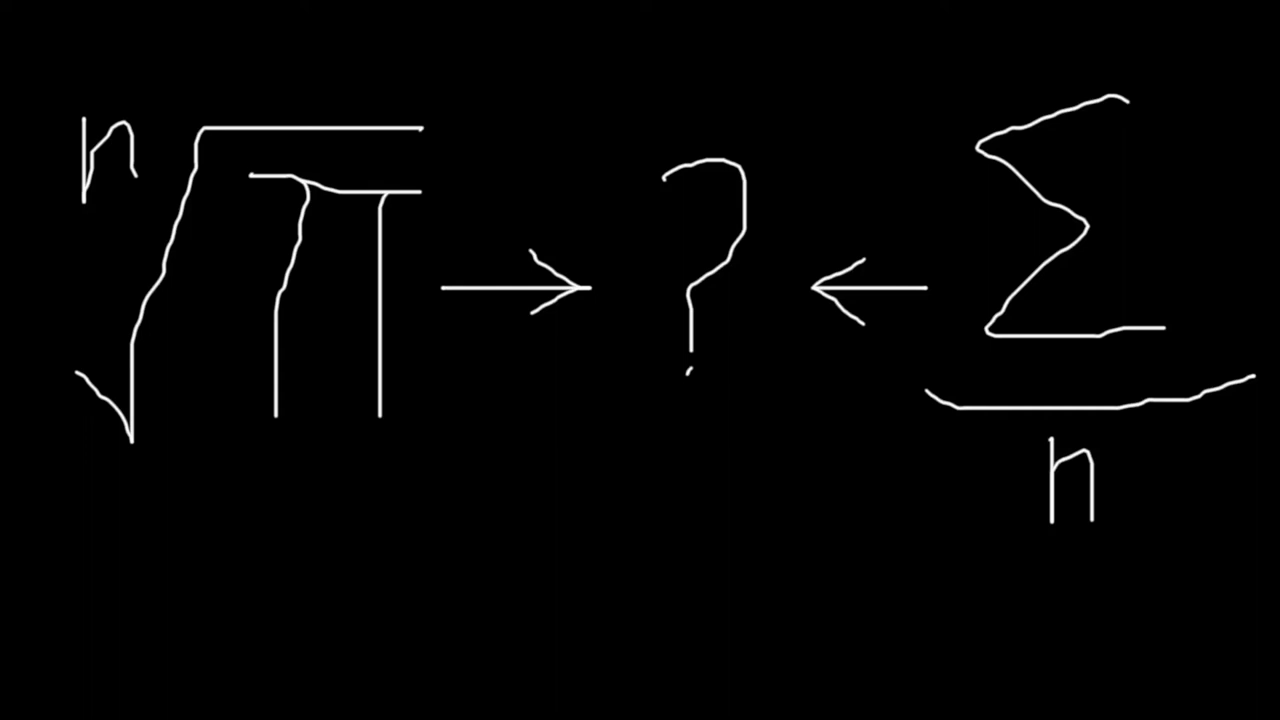 ⁿ√∏ → ? ← ∑/n